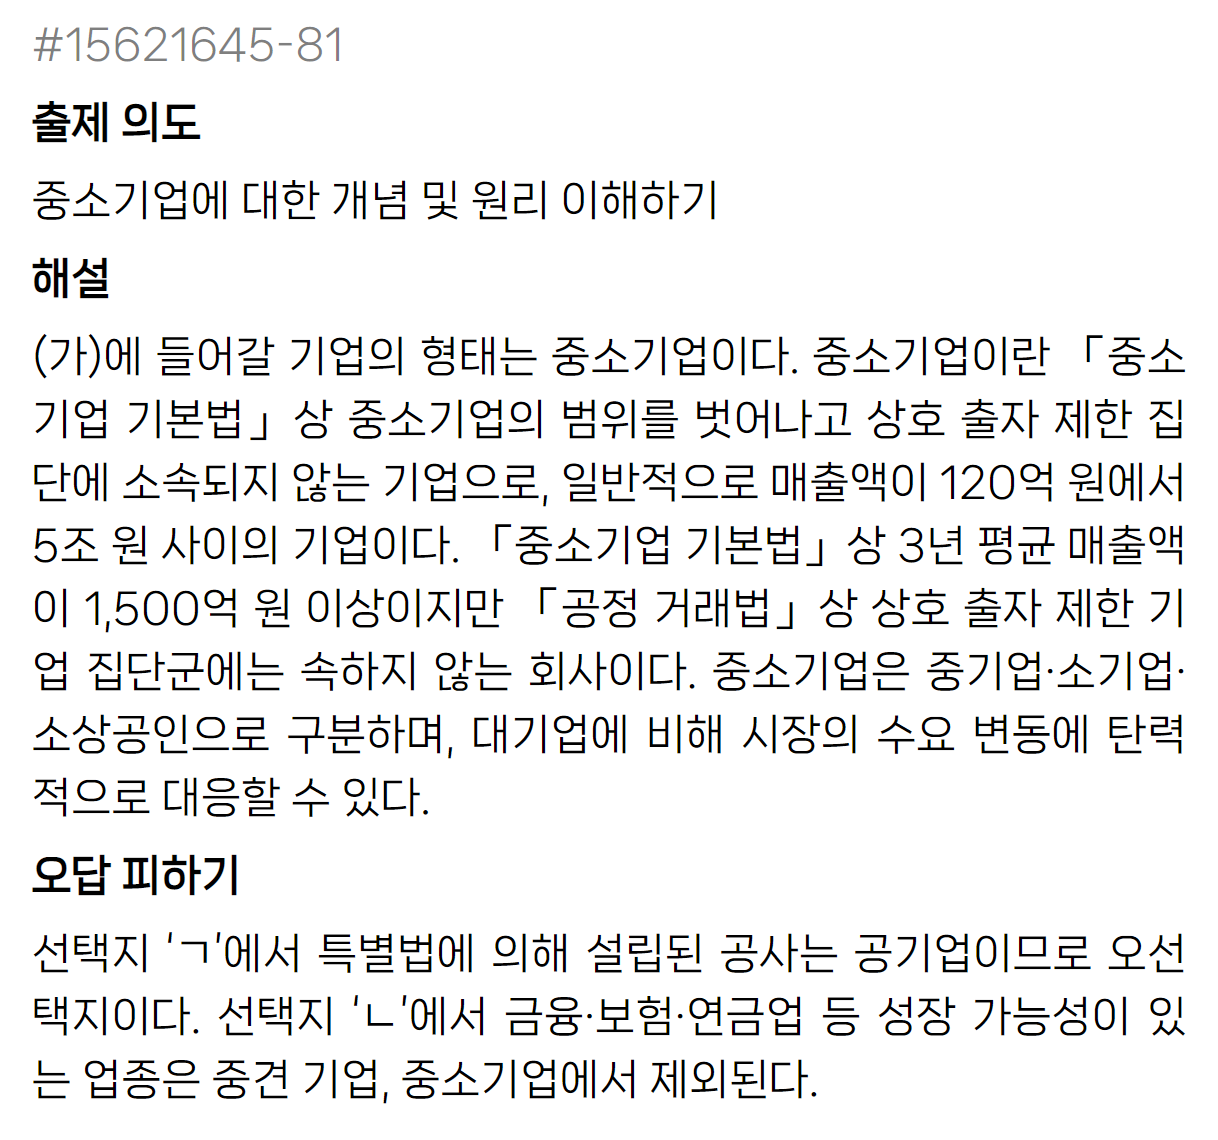 #15621645-81
출제 의도
중소기업에 대한 개념 및 원리 이해하기
해설
(가)에 들어갈 기업의 형태는 중소기업이다. 중소기업이란 「중소
기업 기본법」상 중소기업의 범위를 벗어나고 상호 출자 제한 집
단에 소속되지 않는 기업으로, 일반적으로 매출액이 120억 원에서
5조 원 사이의 기업이다. 「중소기업 기본법」상 3년 평균 매출액
이 1,500억 원 이상이지만 「공정 거래법」상 상호 출자 제한 기
업 집단군에는 속하지 않는 회사이다. 중소기업은 중기업·소기업·
소상공인으로 구분하며, 대기업에 비해 시장의 수요 변동에 탄력
적으로 대응할 수 있다.
오답 피하기
선택지 ‘ㄱ’에서 특별법에 의해 설립된 공사는 공기업이므로 오선
택지이다. 선택지 ‘ㄴ’에서 금융·보험·연금업 등 성장 가능성이 있
는 업종은 중견 기업, 중소기업에서 제외된다.